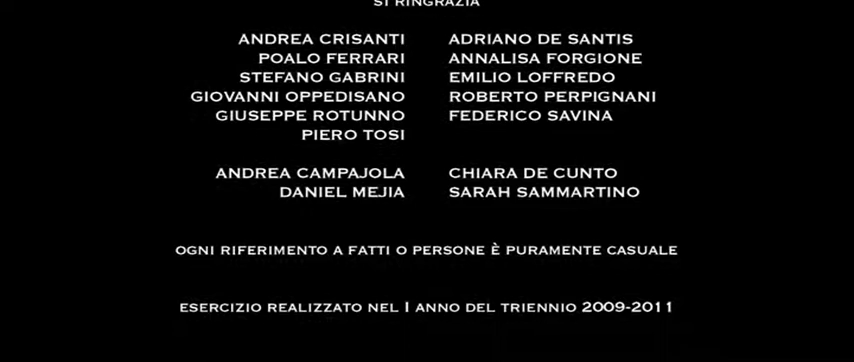 SI RINGRAZIA
ANDREA CRISANTI ADRIANO DE SANTIS
POALO FERRARI ANNALISA FORGIONE
STEFANO GABRINI EMILIO LOFFREDO
GIOVANNI OPPEDISANO ROBERTO PERPIGNANI
GIUSEPPE ROTUNNO FEDERICO SAVINA
PIERO TOSI
ANDREA CAMPAJOLA CHIARA DE CUNTO
DANIEL MEJIA SARAH SAMMARTINO
OGNI RIFERIMENTO A FATTI O PERSONE È PURAMENTE CASUALE
ESERCIZIO REALIZZATO NEL I ANNO DEL TRIENNIO 2009-2011